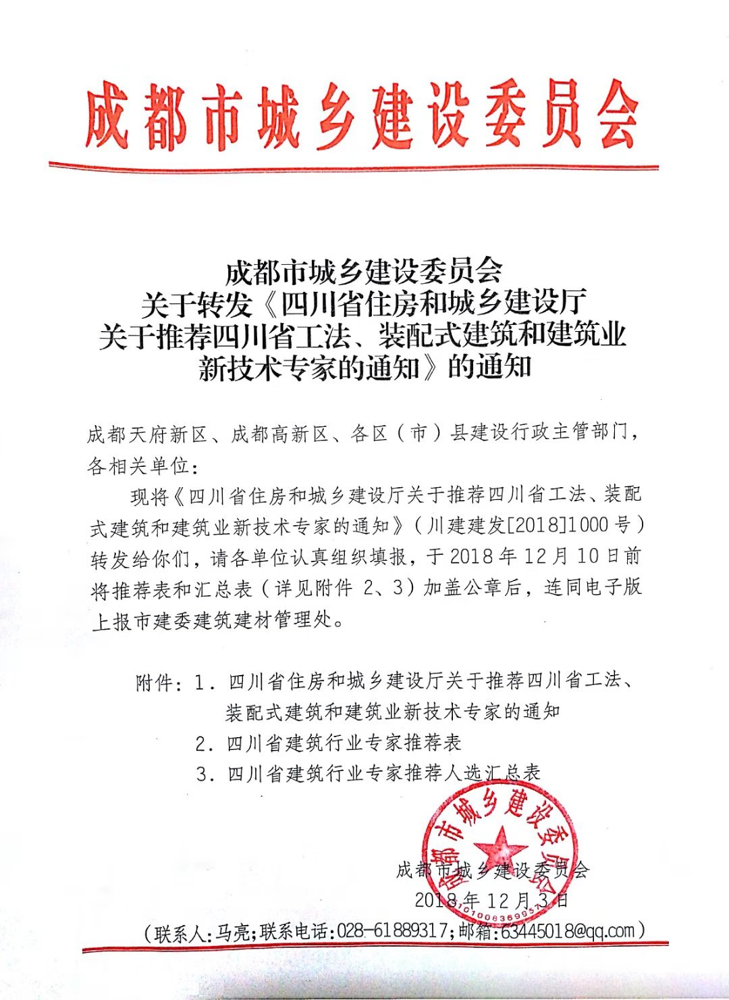 成都市城乡建设委员会
成都市城乡建设委员会
关于转发《四川省住房和城乡建设厅
关于推荐四川省工法、装配式建筑和建筑业
新技术专家的通知》的通知
成都天府新区、成都高新区、各区（市）县建设行政主管部门，
各相关单位：
现将《四川省住房和城乡建设厅关于推荐四川省工法、装配
式建筑和建筑业新技术专家的通知》（川建建发[2018]1000号）
转发给你们，请各单位认真组织填报，于2018年12月10日前
将推荐表和汇总表（详见附件 2、3）加盖公章后，连同电子版
上报市建委建筑建材管理处。
附件：1. 四川省住房和城乡建设厅关于推荐四川省工法、
装配式建筑和建筑业新技术专家的通知
2. 四川省建筑行业专家推荐表
3. 四川省建筑行业专家推荐人选汇总表
成都市城乡建设委员会
成都市城乡建设委员会
2018年12月3日
（联系人：马亮；联系电话：028-61889317；邮箱：63445018@qq.com）